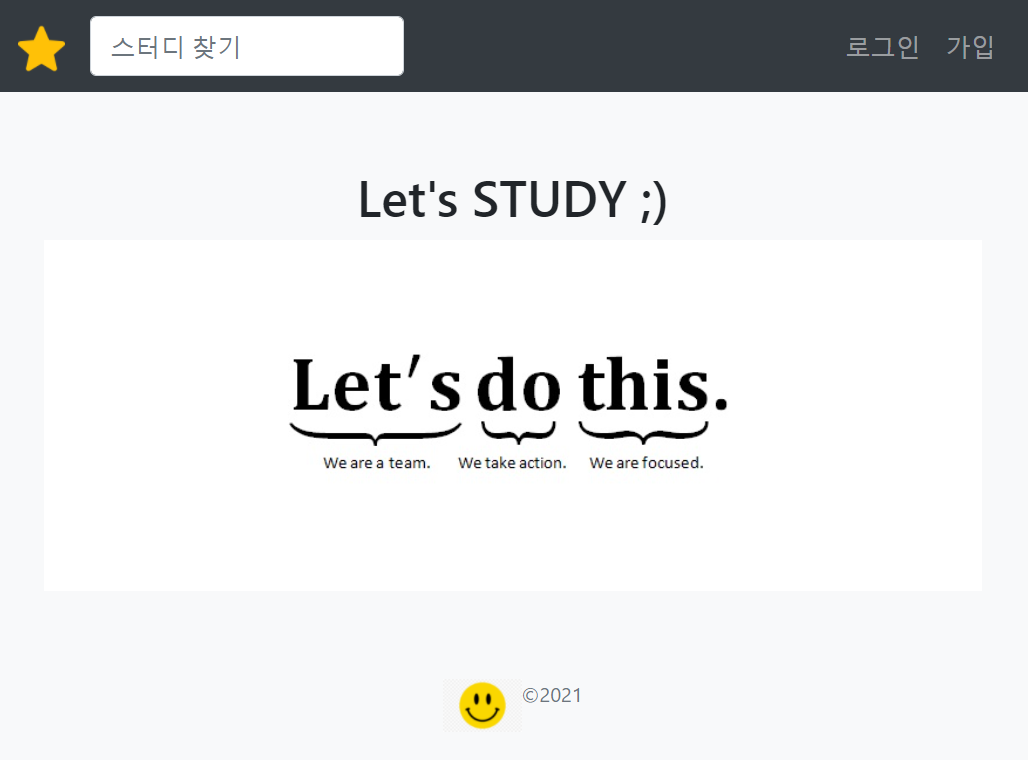 스터디 찾기
로그인 가입
Let's STUDY ;)
Let's do this.
We are a team. We take action. We are focused.
©2021